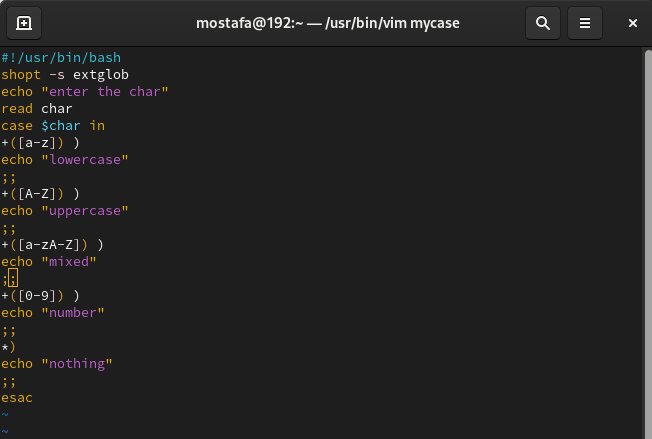 mostafa@192:~ — /usr/bin/vim mycase
#!/usr/bin/bash
shopt -s extglob
echo "enter the char"
read char
case $char in
+([a-z]) )
echo "lowercase"
;;
+([A-Z]) )
echo "uppercase"
;;
+([a-zA-Z]) )
echo "mixed"
;;
+([0-9]) )
echo "number"
;;
*)
echo "nothing"
;;
esac
~
~